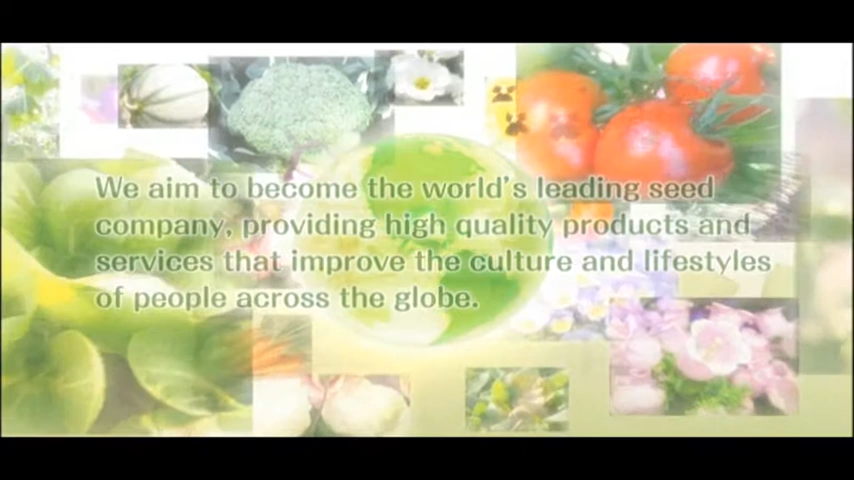 We aim to become the world's leading seed
company, providing high quality products and
services that improve the culture and lifestyles
of people across the globe.